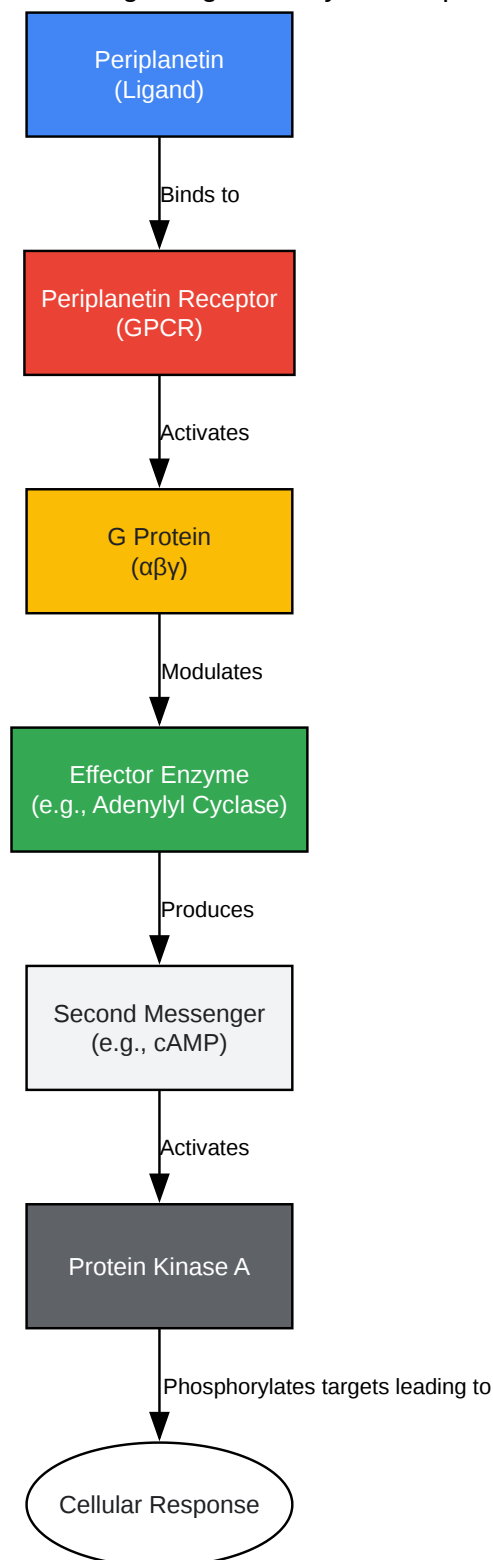 Periplanetin
(Ligand)
Binds to
Periplanetin Receptor
(GPCR)
Activates
G Protein
(αβγ)
Modulates
Effector Enzyme
(e.g., Adenylyl Cyclase)
Produces
Second Messenger
(e.g., cAMP)
Activates
Protein Kinase A
Phosphorylates targets leading to
Cellular Response